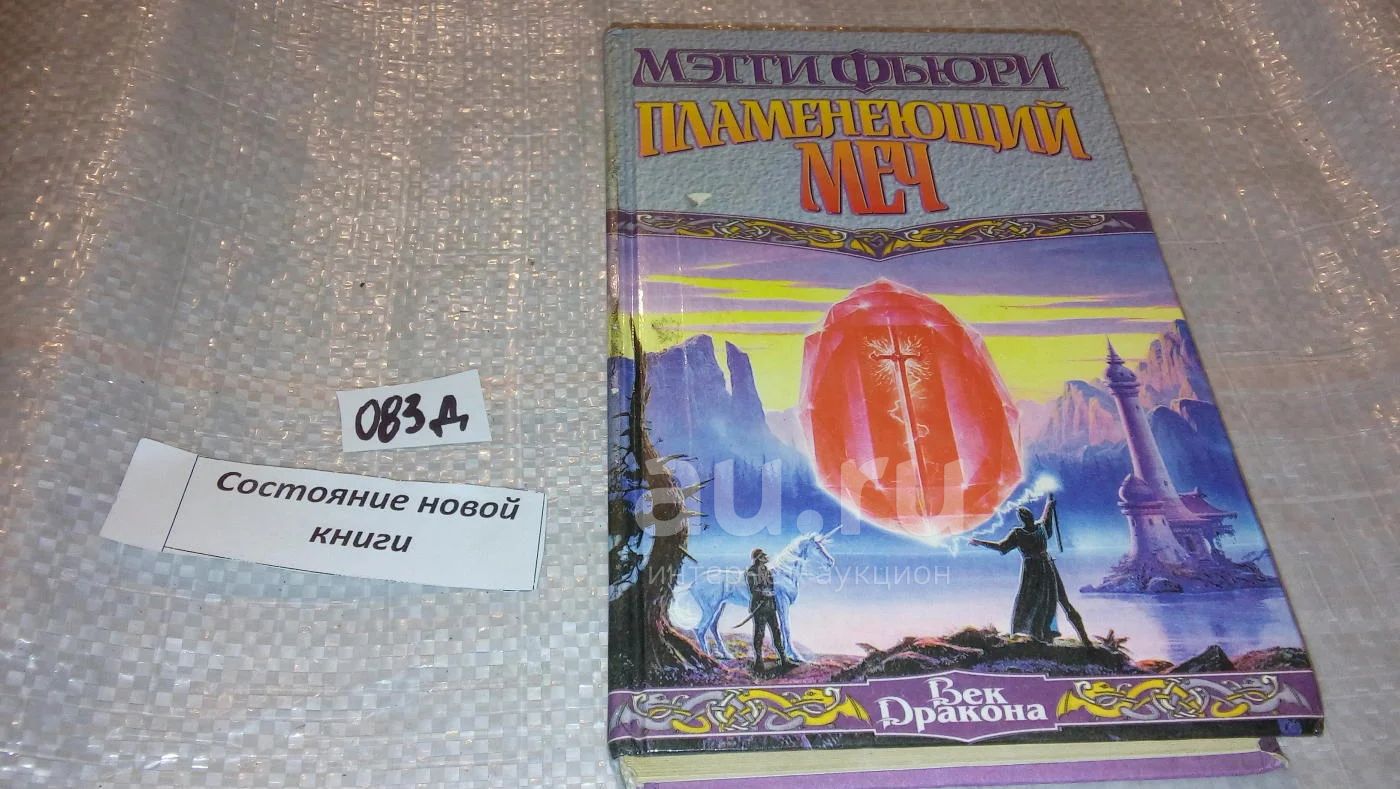 МЭГГИ ФЬЮРИ
ПЛАМЕНЕЮЩИЙ
МЕЧ
083д
Состояние новой
книги
au.ru
интернет-аукцион
Век
Дракона